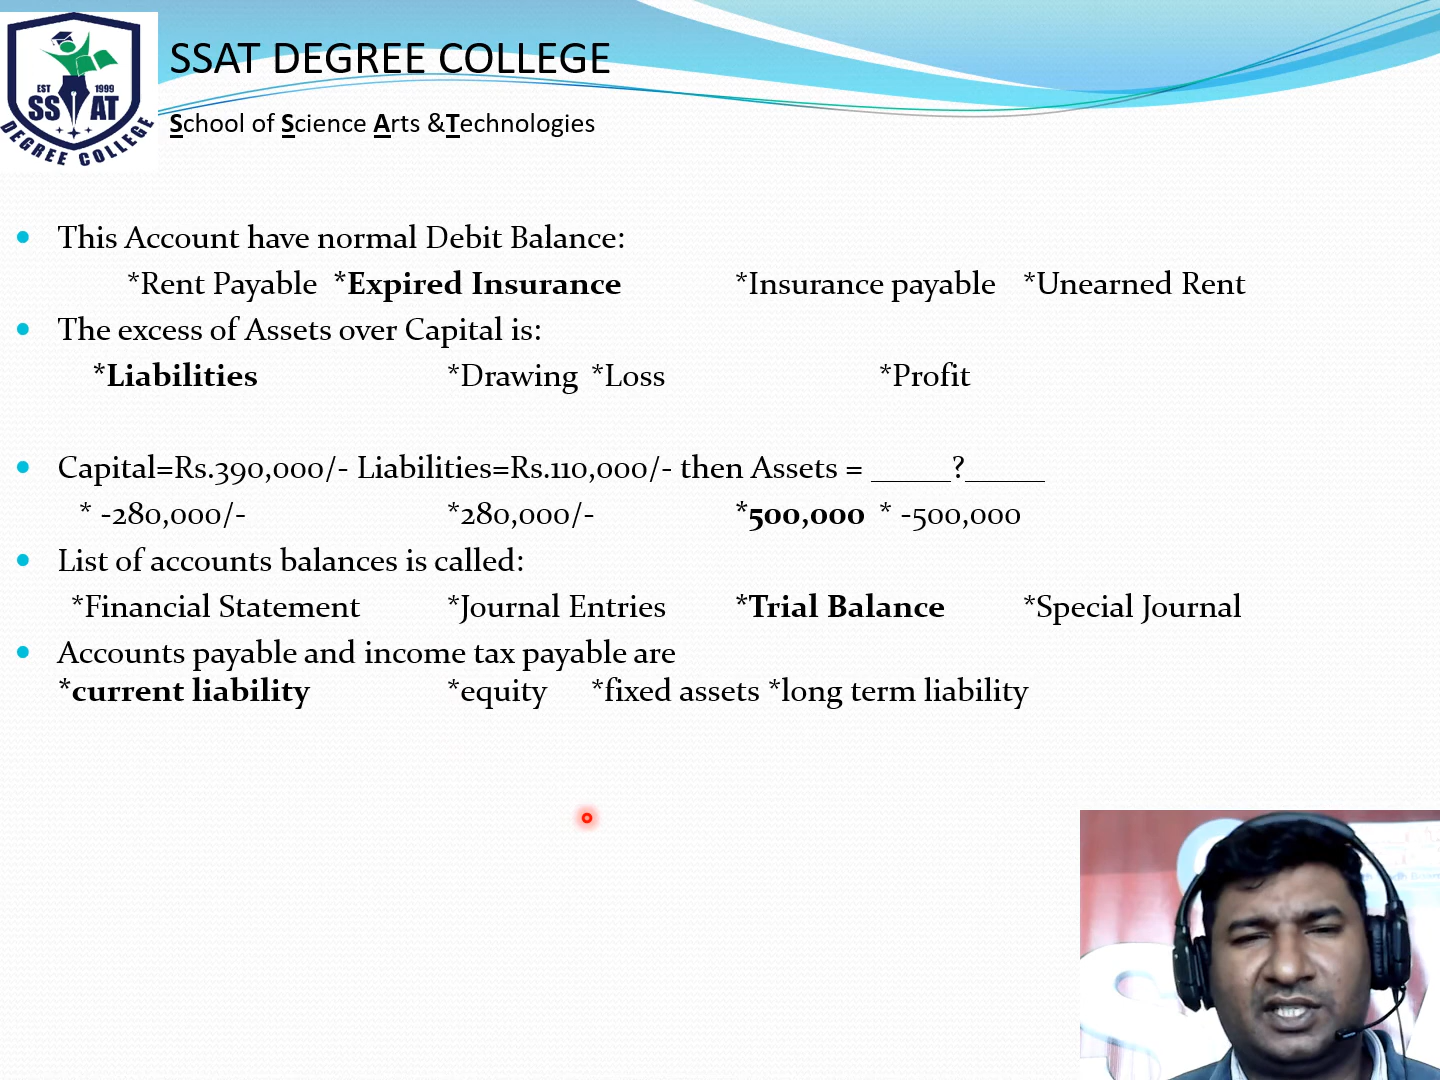 EST 1999
SS AT
DEGREE COLLEGE
SSAT DEGREE COLLEGE
School of Science Arts &Technologies
• This Account have normal Debit Balance:
*Rent Payable *Expired Insurance *Insurance payable *Unearned Rent
• The excess of Assets over Capital is:
*Liabilities *Drawing *Loss *Profit
• Capital=Rs.390,000/- Liabilities=Rs.110,000/- then Assets = _____?_____
* -280,000/- *280,000/- *500,000 * -500,000
• List of accounts balances is called:
*Financial Statement *Journal Entries *Trial Balance *Special Journal
• Accounts payable and income tax payable are
*current liability *equity *fixed assets *long term liability